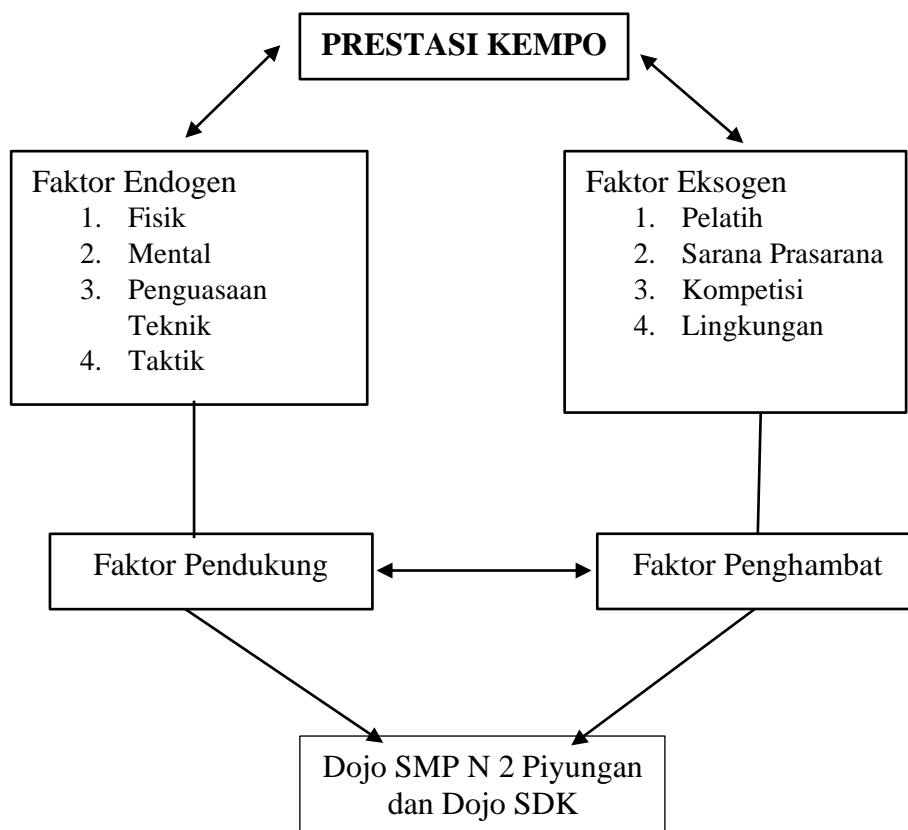 PRESTASI KEMPO
Faktor Endogen
1. Fisik
2. Mental
3. Penguasaan
Teknik
4. Taktik
Faktor Eksogen
1. Pelatih
2. Sarana Prasarana
3. Kompetisi
4. Lingkungan
Faktor Pendukung
Faktor Penghambat
Dojo SMP N 2 Piyungan
dan Dojo SDK